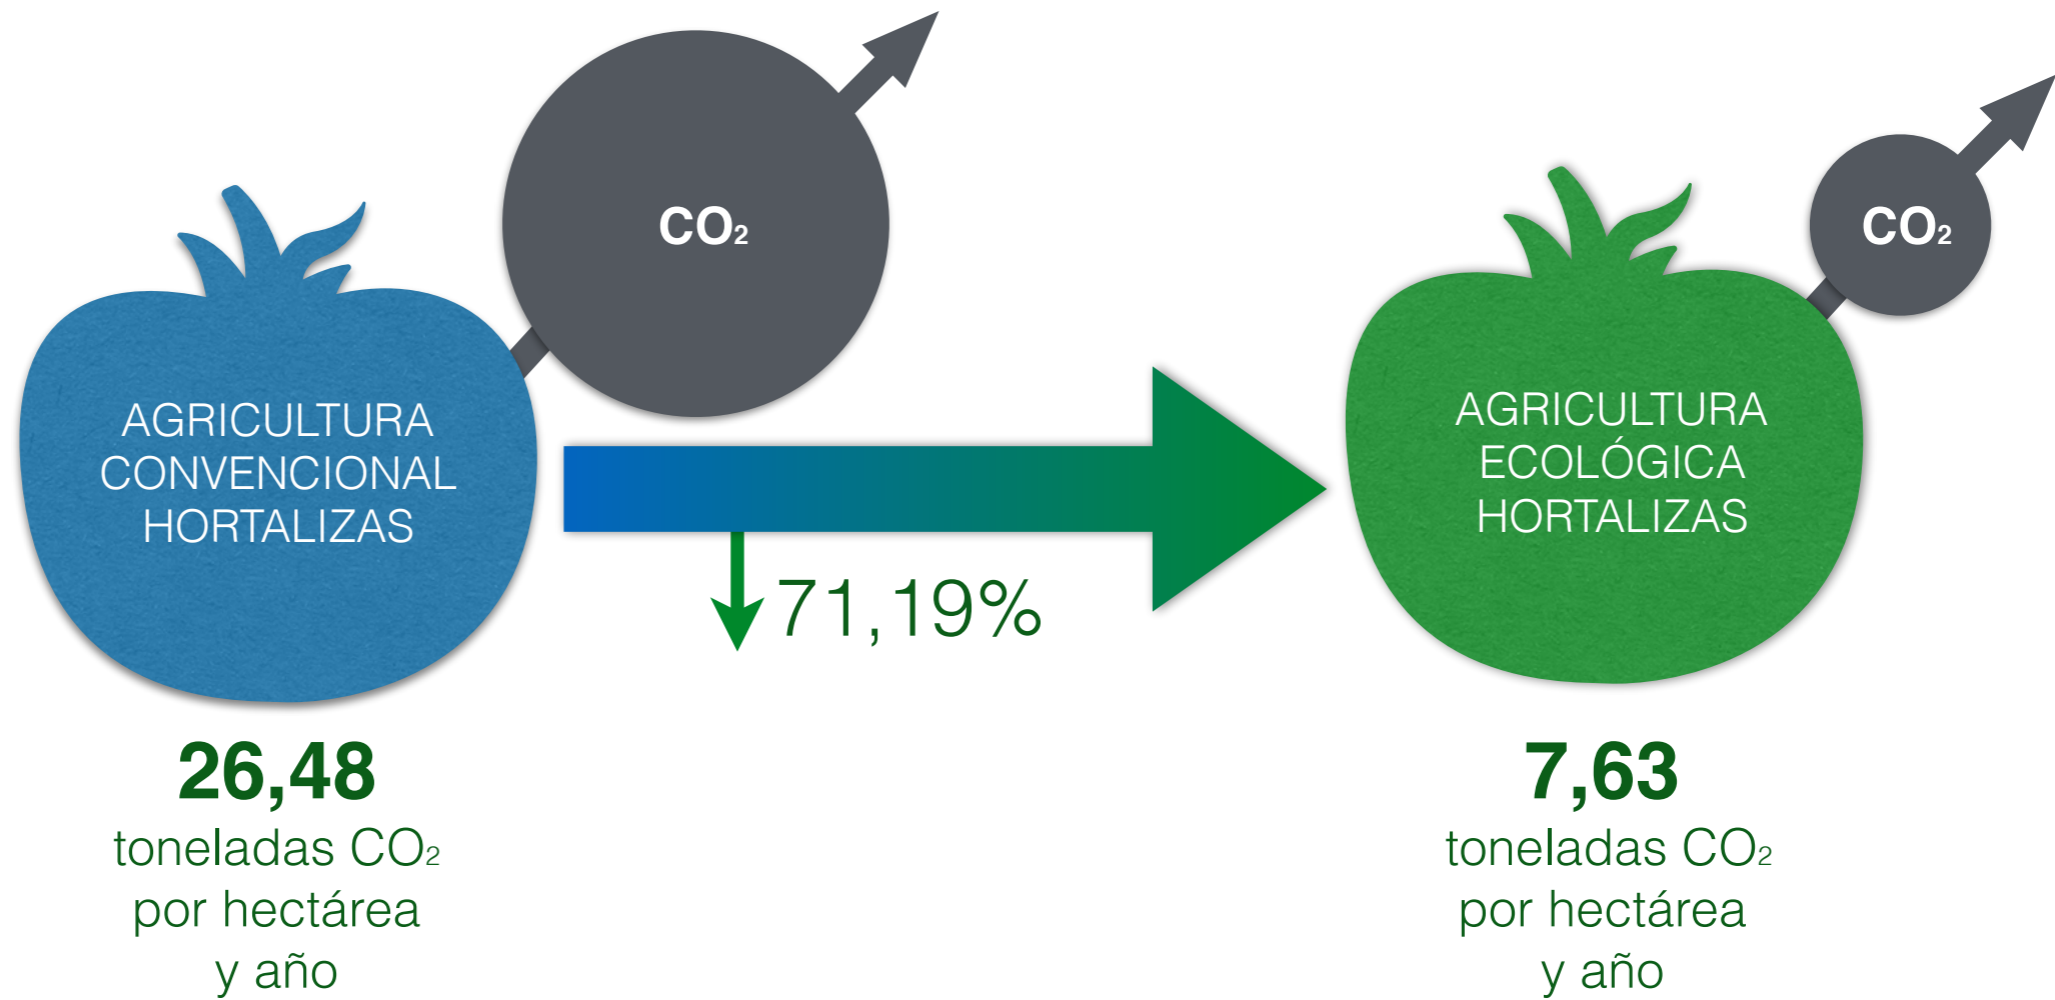 CO₂
CO₂
AGRICULTURA
CONVENCIONAL
HORTALIZAS
AGRICULTURA
ECOLÓGICA
HORTALIZAS
71,19%
26,48
toneladas CO₂
por hectárea
y año
7,63
toneladas CO₂
por hectárea
y año